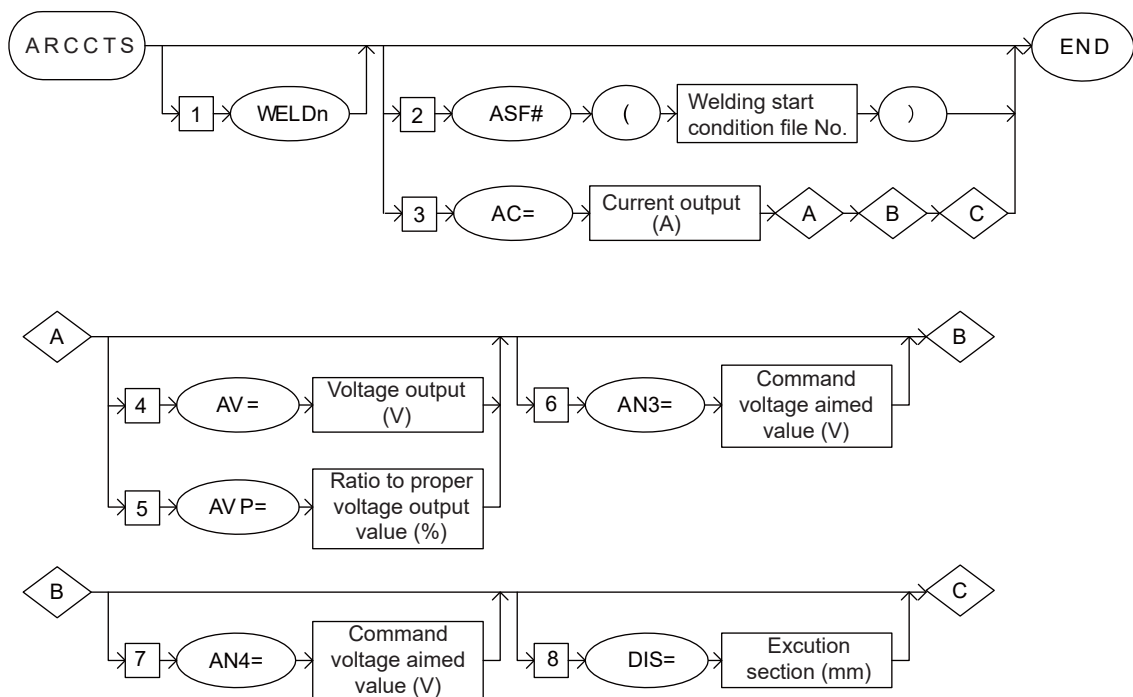 ARCCTS
END
1
WELDn
2
ASF#
(
Welding start
condition file No.
)
3
AC=
Current output
(A)
A
B
C
A
B
4
AV=
Voltage output
(V)
6
AN3=
Command
voltage aimed
value (V)
5
AVP=
Ratio to proper
voltage output
value (%)
B
C
7
AN4=
Command
voltage aimed
value (V)
8
DIS=
Excution
section (mm)